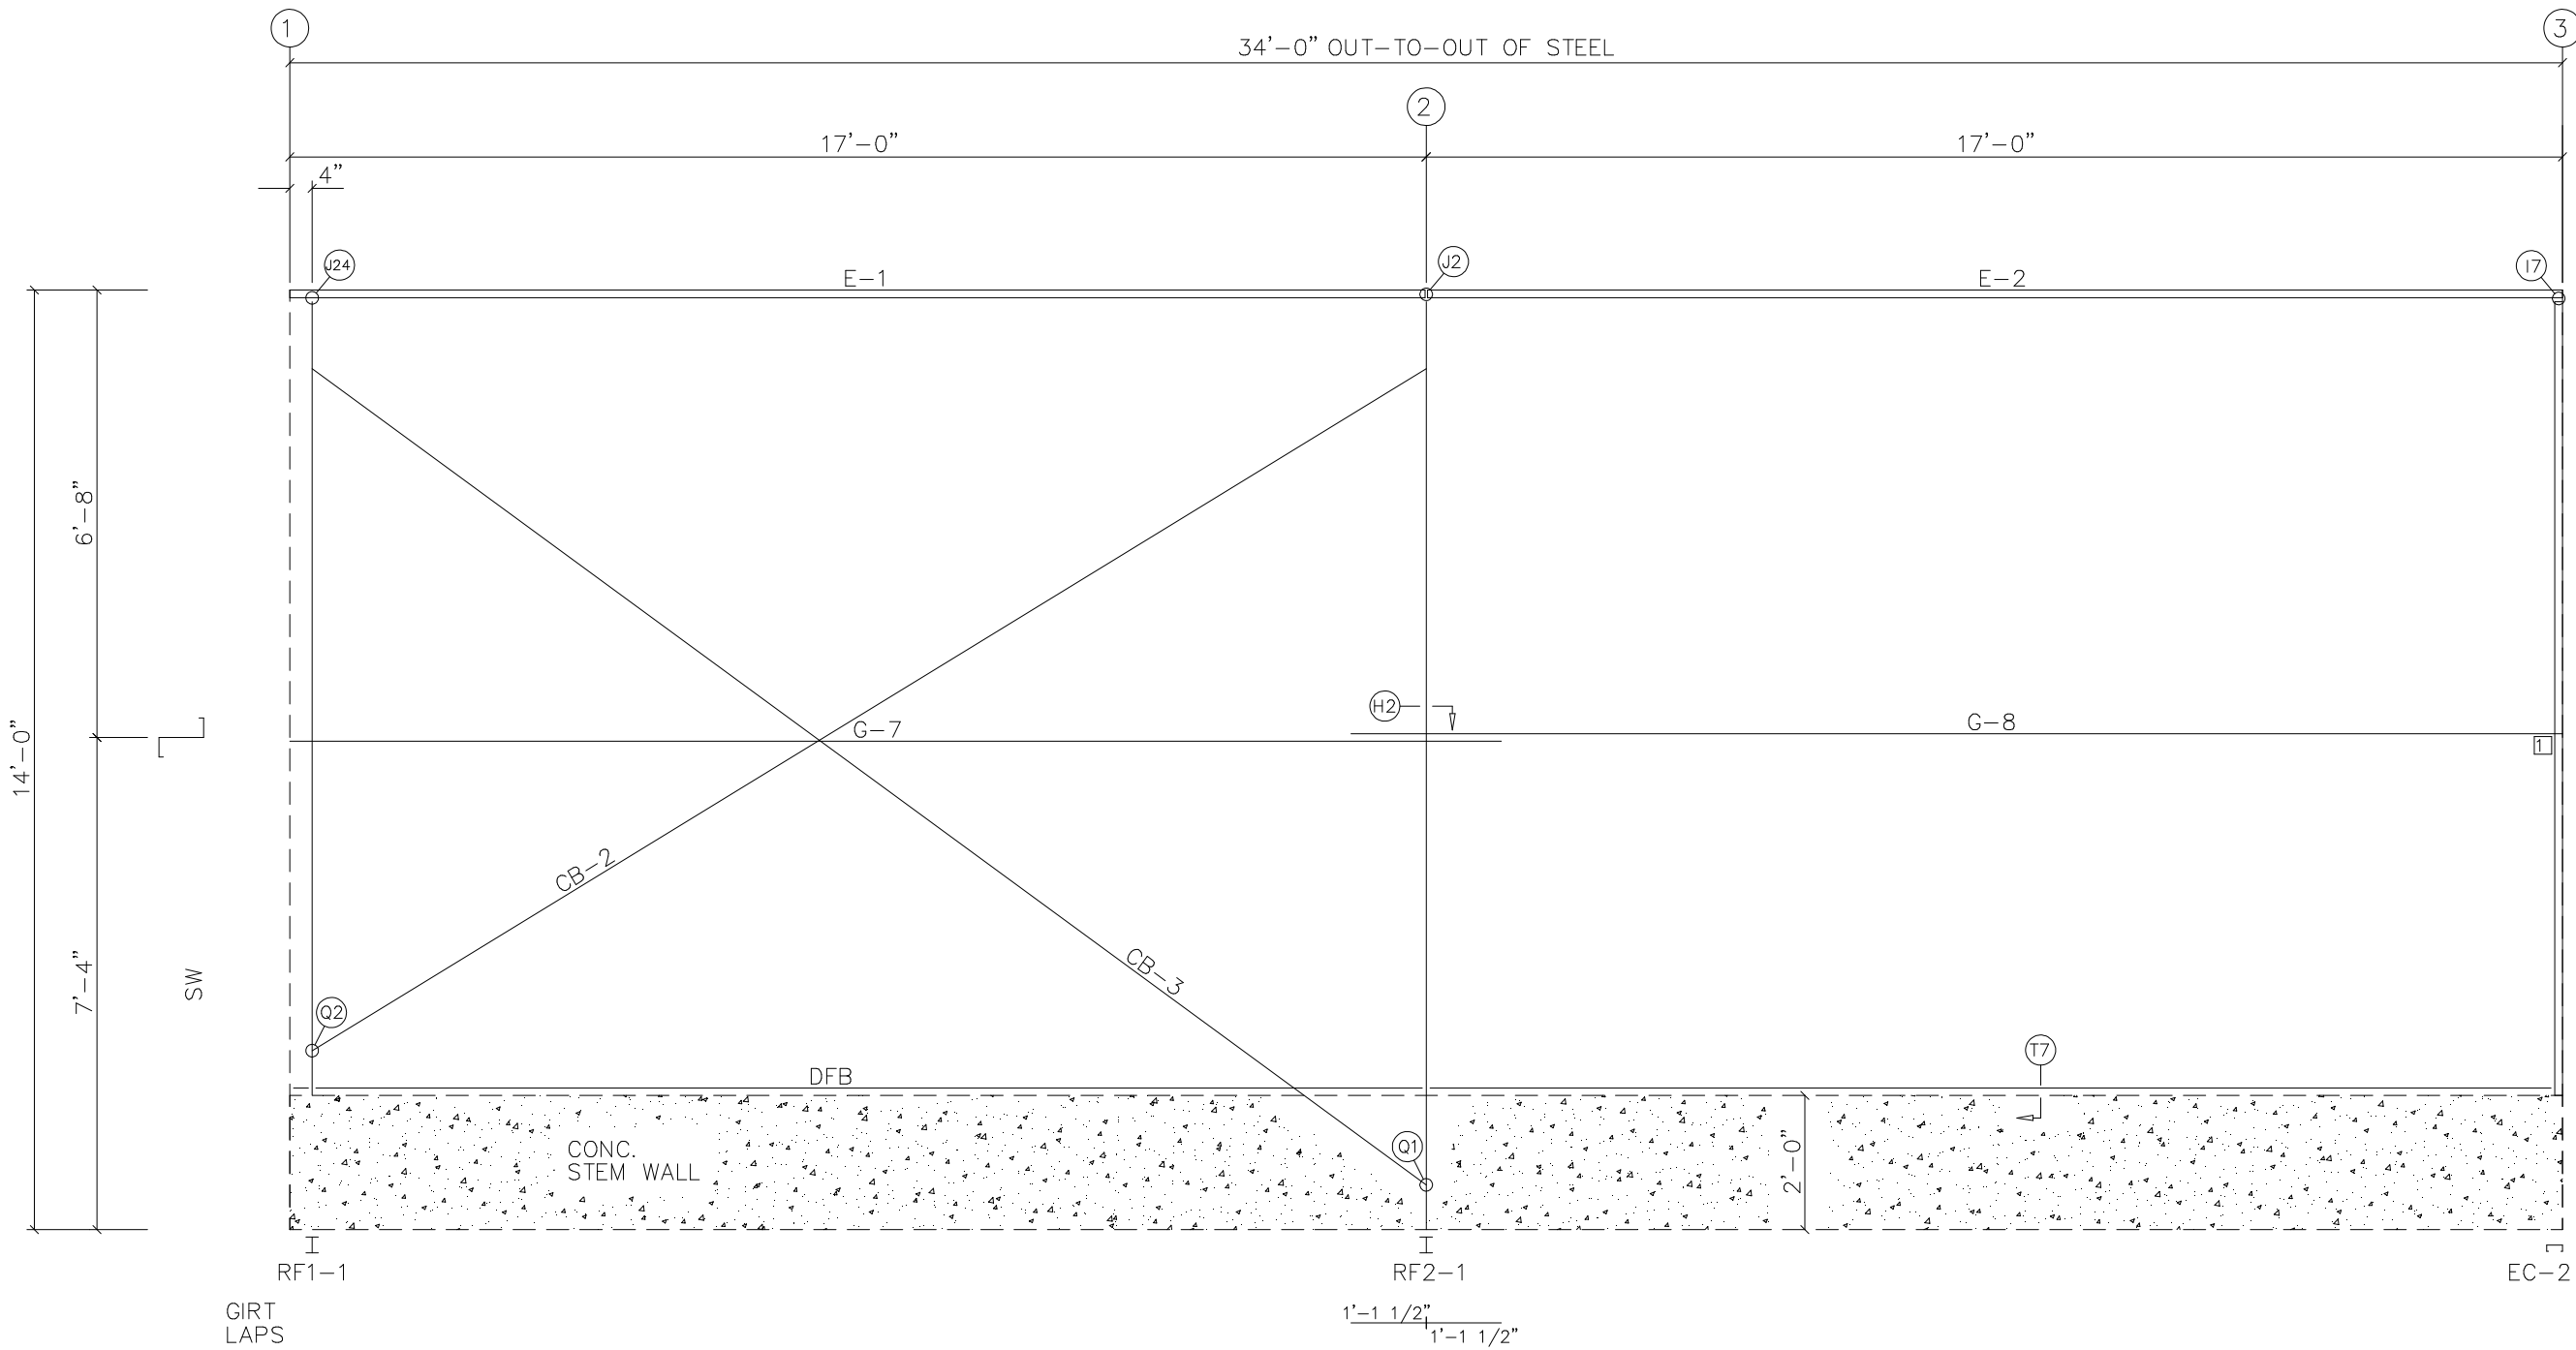 1
3
34'-0" OUT-TO-OUT OF STEEL
2
17'-0"
17'-0"
4"
J24
E-1
J2
E-2
I7
6'-8"
14'-0"
H2
G-7
G-8
1
CB-2
CB-3
7'-4"
SW
Q2
T7
DFB
CONC.
STEM WALL
Q1
2'-0"
RF1-1
RF2-1
EC-2
GIRT
LAPS
1'-1 1/2"
1'-1 1/2"